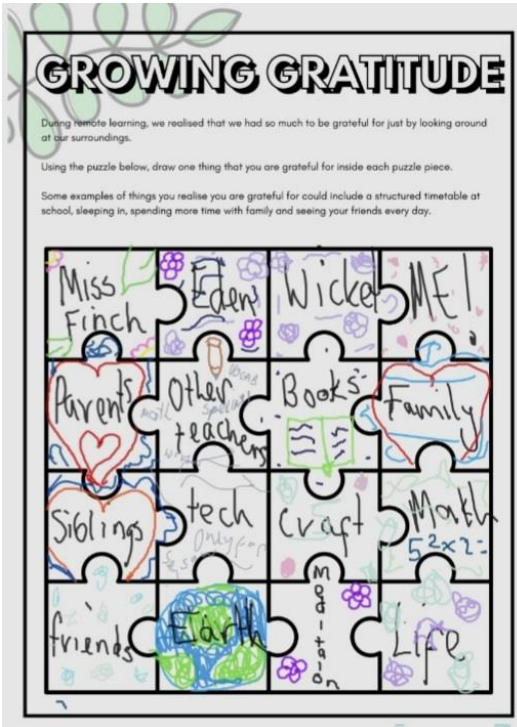 GROWING GRATITUDE
During remote learning, we realised that we had so much to be grateful for just by looking around
at our surroundings.
Using the puzzle below, draw one thing that you are grateful for inside each puzzle piece.
Some examples of things you realise you are grateful for could include a structured timetable at
school, sleeping in, spending more time with family and seeing your friends every day.
Miss
Finch
Eden
Wicked
ME!
Parents
Other
teachers
math
Books
Family
Siblings
tech
craft
Math
5²x2=
friends
Earth
Meditaion
Life